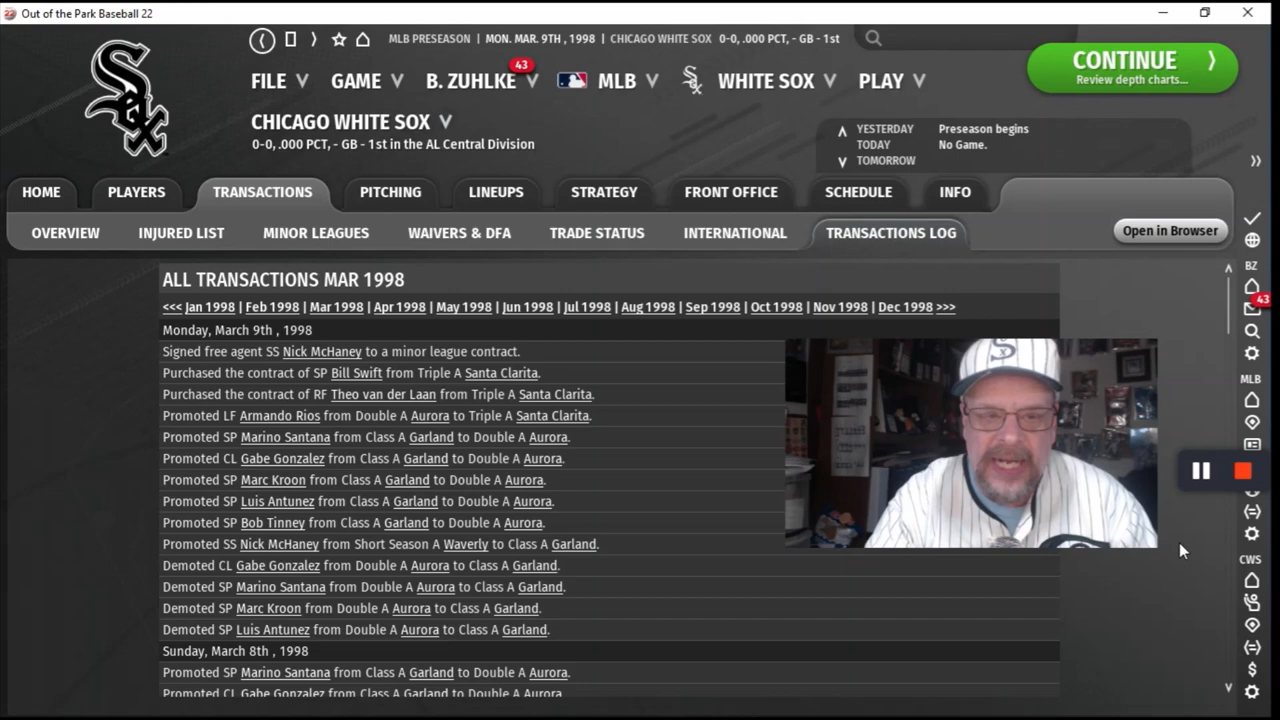 Out of the Park Baseball 22
MLB PRESEASON | MON. MAR. 9TH , 1998 | CHICAGO WHITE SOX 0-0, .000 PCT, - GB - 1st
FILE GAME B. ZUHLKE 43 MLB WHITE SOX PLAY
CONTINUE
Review depth charts...
Sox
CHICAGO WHITE SOX
0-0, .000 PCT, - GB - 1st in the AL Central Division
YESTERDAY Preseason begins
TODAY No Game.
TOMORROW
HOME PLAYERS TRANSACTIONS PITCHING LINEUPS STRATEGY FRONT OFFICE SCHEDULE INFO
OVERVIEW INJURED LIST MINOR LEAGUES WAIVERS & DFA TRADE STATUS INTERNATIONAL TRANSACTIONS LOG Open in Browser
ALL TRANSACTIONS MAR 1998
<<< Jan 1998 | Feb 1998 | Mar 1998 | Apr 1998 | May 1998 | Jun 1998 | Jul 1998 | Aug 1998 | Sep 1998 | Oct 1998 | Nov 1998 | Dec 1998 >>>
Monday, March 9th , 1998
Signed free agent SS Nick McHaney to a minor league contract.
Purchased the contract of SP Bill Swift from Triple A Santa Clarita.
Purchased the contract of RF Theo van der Laan from Triple A Santa Clarita.
Promoted LF Armando Rios from Double A Aurora to Triple A Santa Clarita.
Promoted SP Marino Santana from Class A Garland to Double A Aurora.
Promoted CL Gabe Gonzalez from Class A Garland to Double A Aurora.
Promoted SP Marc Kroon from Class A Garland to Double A Aurora.
Promoted SP Luis Antunez from Class A Garland to Double A Aurora.
Promoted SP Bob Tinney from Class A Garland to Double A Aurora.
Promoted SS Nick McHaney from Short Season A Waverly to Class A Garland.
Demoted CL Gabe Gonzalez from Double A Aurora to Class A Garland.
Demoted SP Marino Santana from Double A Aurora to Class A Garland.
Demoted SP Marc Kroon from Double A Aurora to Class A Garland.
Demoted SP Luis Antunez from Double A Aurora to Class A Garland.
Sunday, March 8th , 1998
Promoted SP Marino Santana from Class A Garland to Double A Aurora.
Promoted CL Gabe Gonzalez from Class A Garland to Double A Aurora.
BZ
43
MLB
CWS